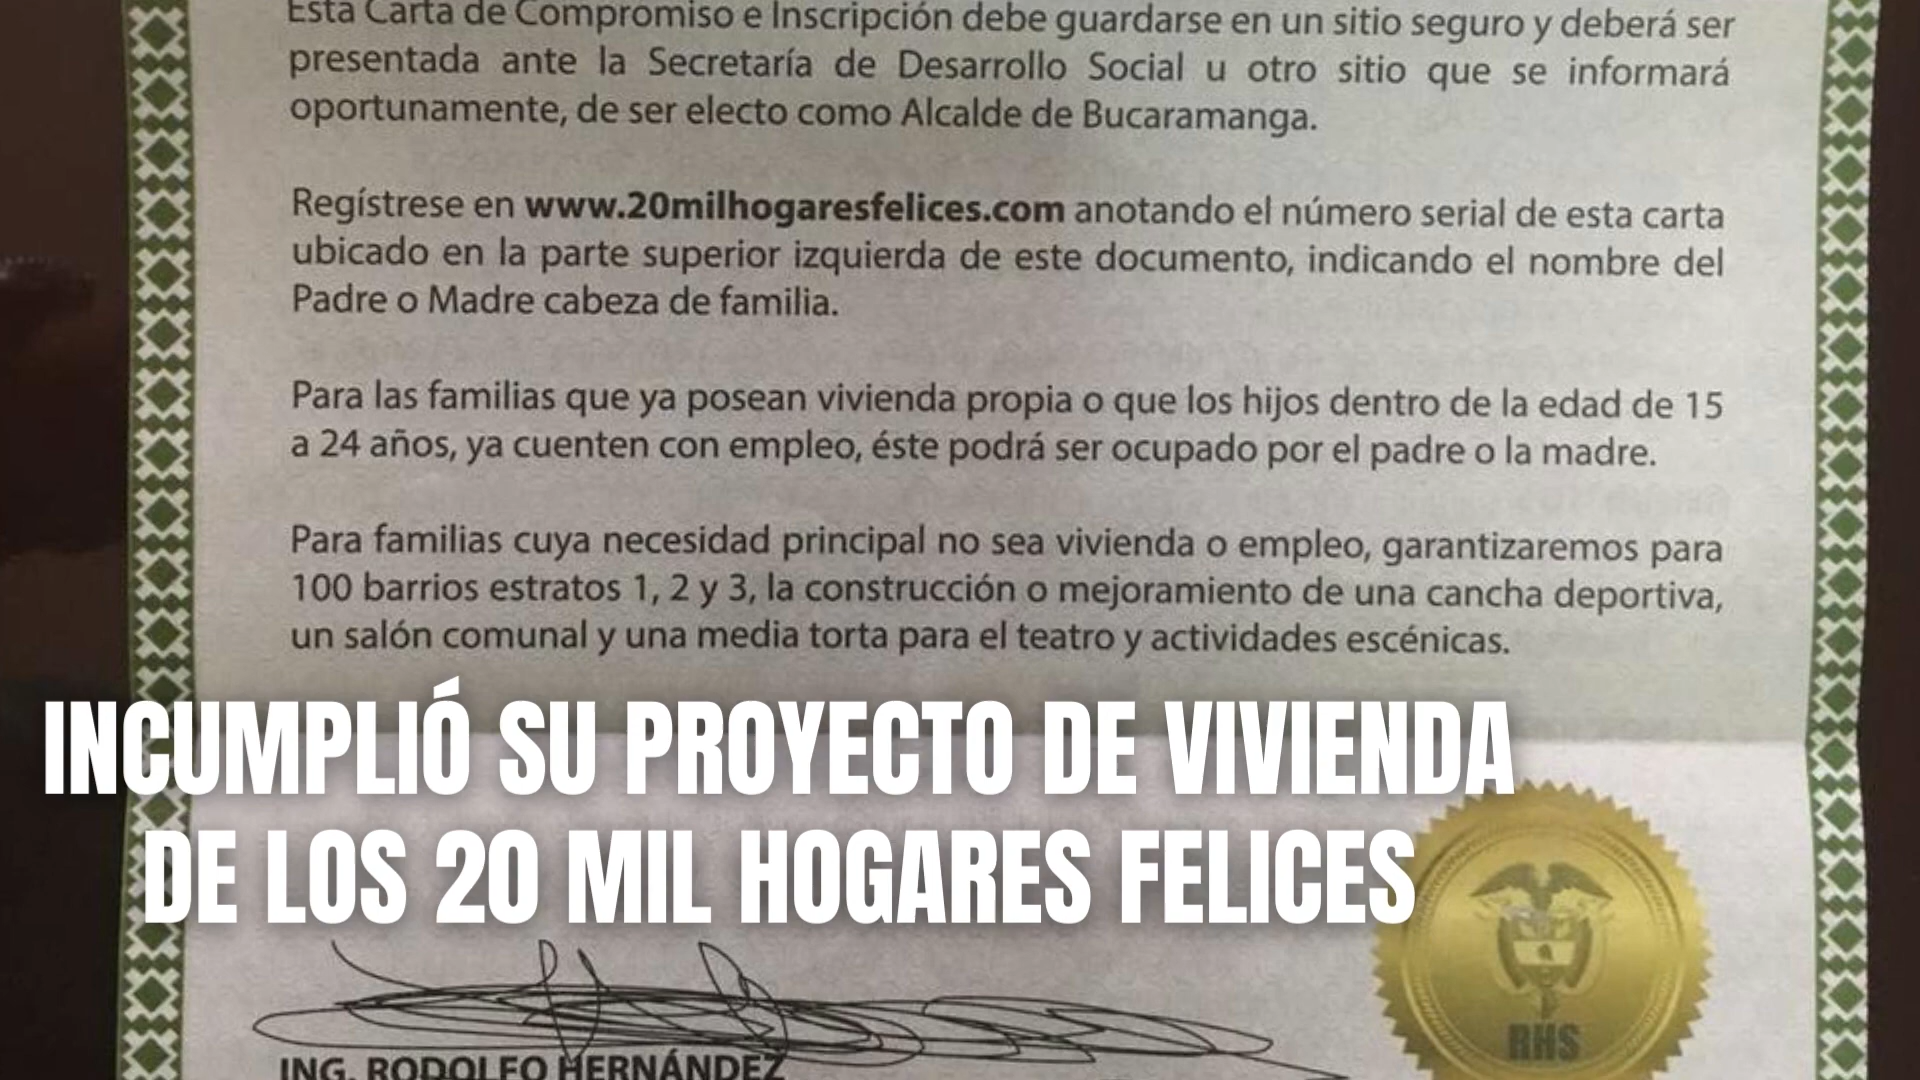 Esta Carta de Compromiso e Inscripción debe guardarse en un sitio seguro y deberá ser
presentada ante la Secretaría de Desarrollo Social u otro sitio que se informará
oportunamente, de ser electo como Alcalde de Bucaramanga.
Regístrese en www.20milhogaresfelices.com anotando el número serial de esta carta
ubicado en la parte superior izquierda de este documento, indicando el nombre del
Padre o Madre cabeza de familia.
Para las familias que ya posean vivienda propia o que los hijos dentro de la edad de 15
a 24 años, ya cuenten con empleo, éste podrá ser ocupado por el padre o la madre.
Para familias cuya necesidad principal no sea vivienda o empleo, garantizaremos para
100 barrios estratos 1, 2 y 3, la construcción o mejoramiento de una cancha deportiva,
un salón comunal y una media torta para el teatro y actividades escénicas.
INCUMPLIÓ SU PROYECTO DE VIVIENDA
DE LOS 20 MIL HOGARES FELICES
RHS
ING. RODOLFO HERNÁNDEZ